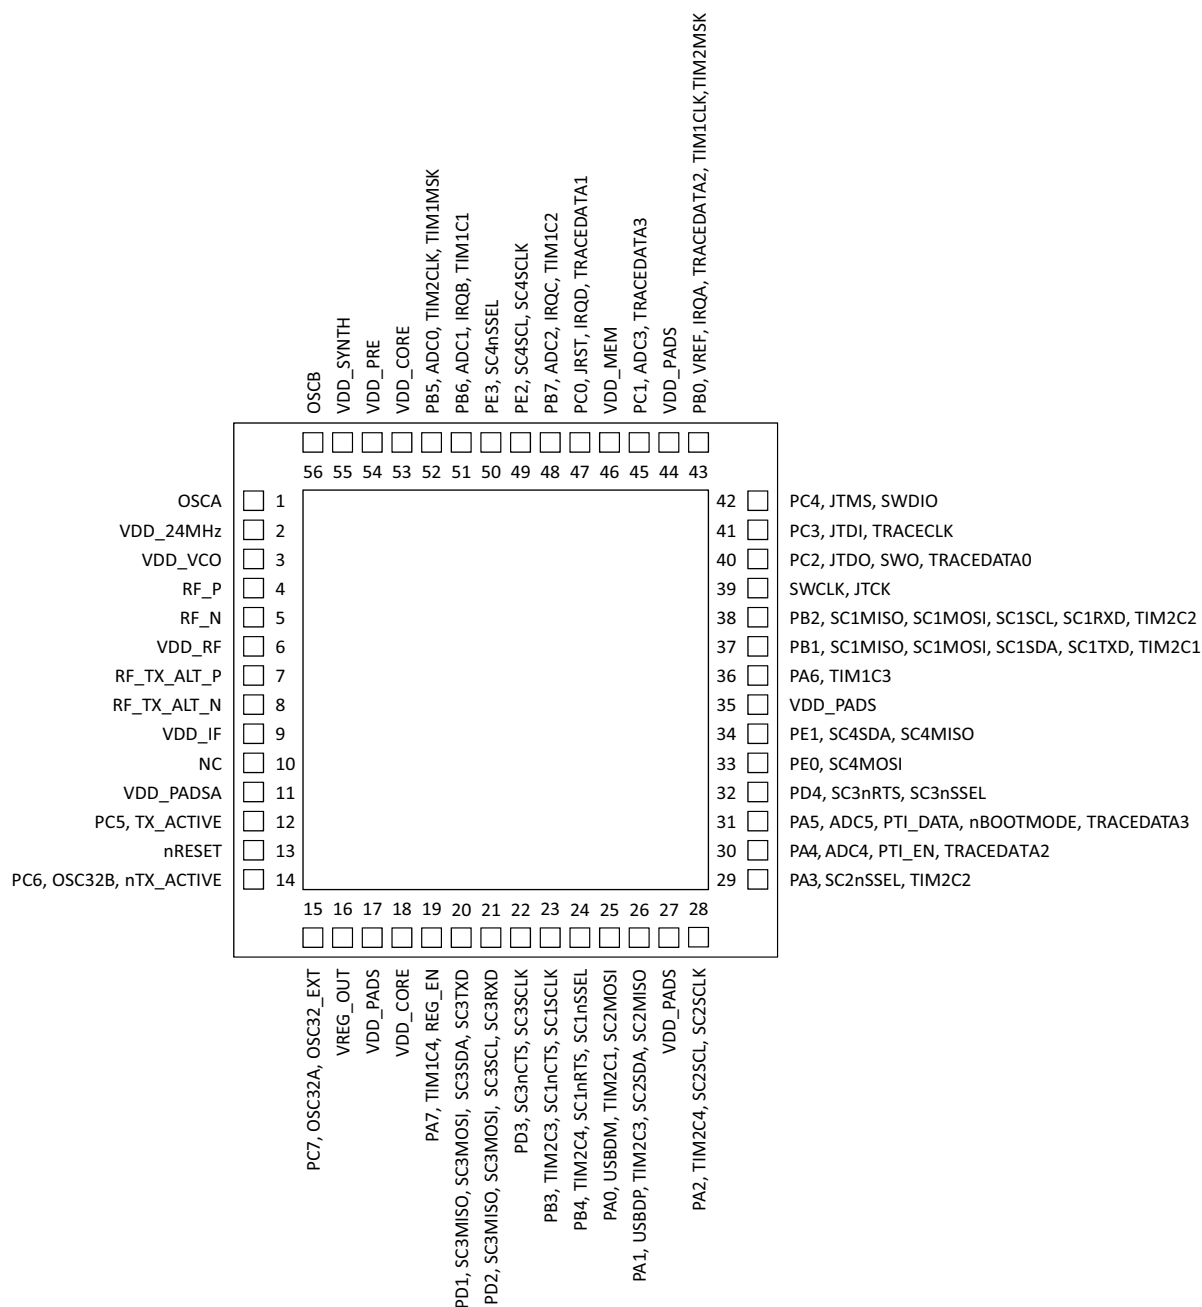 OSCB
VDD_SYNTH
VDD_PRE
VDD_CORE
PB5, ADC0, TIM2CLK, TIM1MSK
PB6, ADC1, IRQB, TIM1C1
PE3, SC4nSSEL
PE2, SC4SCL, SC4SCLK
PB7, ADC2, IRQC, TIM1C2
PC0, JRST, IRQD, TRACEDATA1
VDD_MEM
PC1, ADC3, TRACEDATA3
VDD_PADS
PB0, VREF, IRQA, TRACEDATA2, TIM1CLK,TIM2MSK
56 55 54 53 52 51 50 49 48 47 46 45 44 43
OSCA 1
VDD_24MHz 2
VDD_VCO 3
RF_P 4
RF_N 5
VDD_RF 6
RF_TX_ALT_P 7
RF_TX_ALT_N 8
VDD_IF 9
NC 10
VDD_PADSA 11
PC5, TX_ACTIVE 12
nRESET 13
PC6, OSC32B, nTX_ACTIVE 14
42 PC4, JTMS, SWDIO
41 PC3, JTDI, TRACECLK
40 PC2, JTDO, SWO, TRACEDATA0
39 SWCLK, JTCK
38 PB2, SC1MISO, SC1MOSI, SC1SCL, SC1RXD, TIM2C2
37 PB1, SC1MISO, SC1MOSI, SC1SDA, SC1TXD, TIM2C1
36 PA6, TIM1C3
35 VDD_PADS
34 PE1, SC4SDA, SC4MISO
33 PE0, SC4MOSI
32 PD4, SC3nRTS, SC3nSSEL
31 PA5, ADC5, PTI_DATA, nBOOTMODE, TRACEDATA3
30 PA4, ADC4, PTI_EN, TRACEDATA2
29 PA3, SC2nSSEL, TIM2C2
15 16 17 18 19 20 21 22 23 24 25 26 27 28
PC7, OSC32A, OSC32_EXT
VREG_OUT
VDD_PADS
VDD_CORE
PA7, TIM1C4, REG_EN
PD1, SC3MISO, SC3MOSI, SC3SDA, SC3TXD
PD2, SC3MISO, SC3MOSI, SC3SCL, SC3RXD
PD3, SC3nCTS, SC3SCLK
PB3, TIM2C3, SC1nCTS, SC1SCLK
PB4, TIM2C4, SC1nRTS, SC1nSSEL
PA0, USBDM, TIM2C1, SC2MOSI
PA1, USBDP, TIM2C3, SC2SDA, SC2MISO
VDD_PADS
PA2, TIM2C4, SC2SCL, SC2SCLK